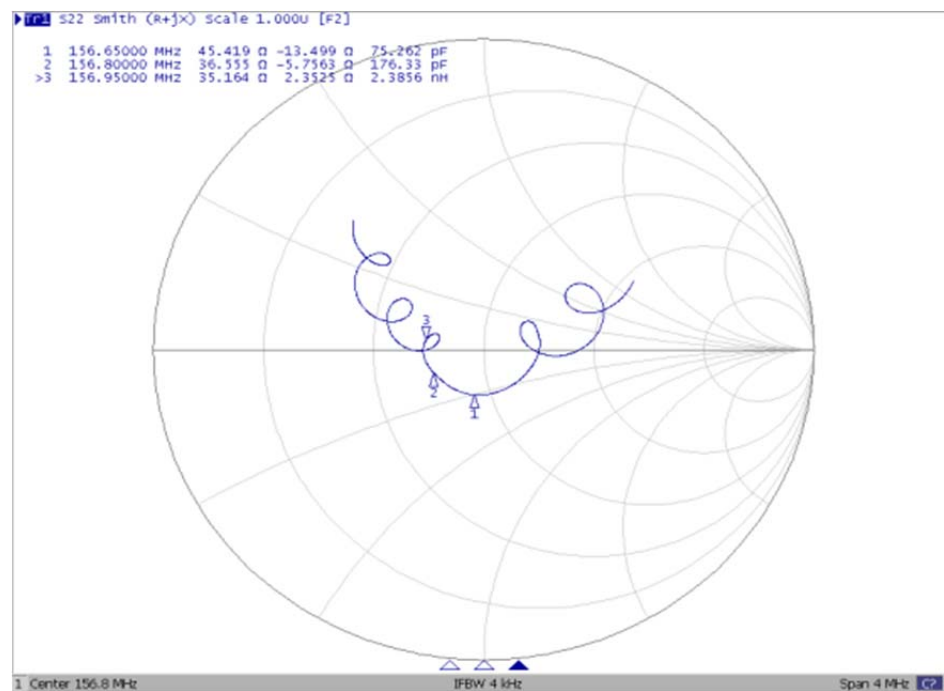 Tr1 S22 Smith (R+jX) Scale 1.000U [F2]
1 156.65000 MHz 45.419 Ω -13.499 Ω 75.262 pF
2 156.80000 MHz 36.555 Ω -5.7563 Ω 176.33 pF
>3 156.95000 MHz 35.164 Ω 2.3525 Ω 2.3856 nH
3
2
1
1 Center 156.8 MHz IFBW 4 kHz Span 4 MHz C?